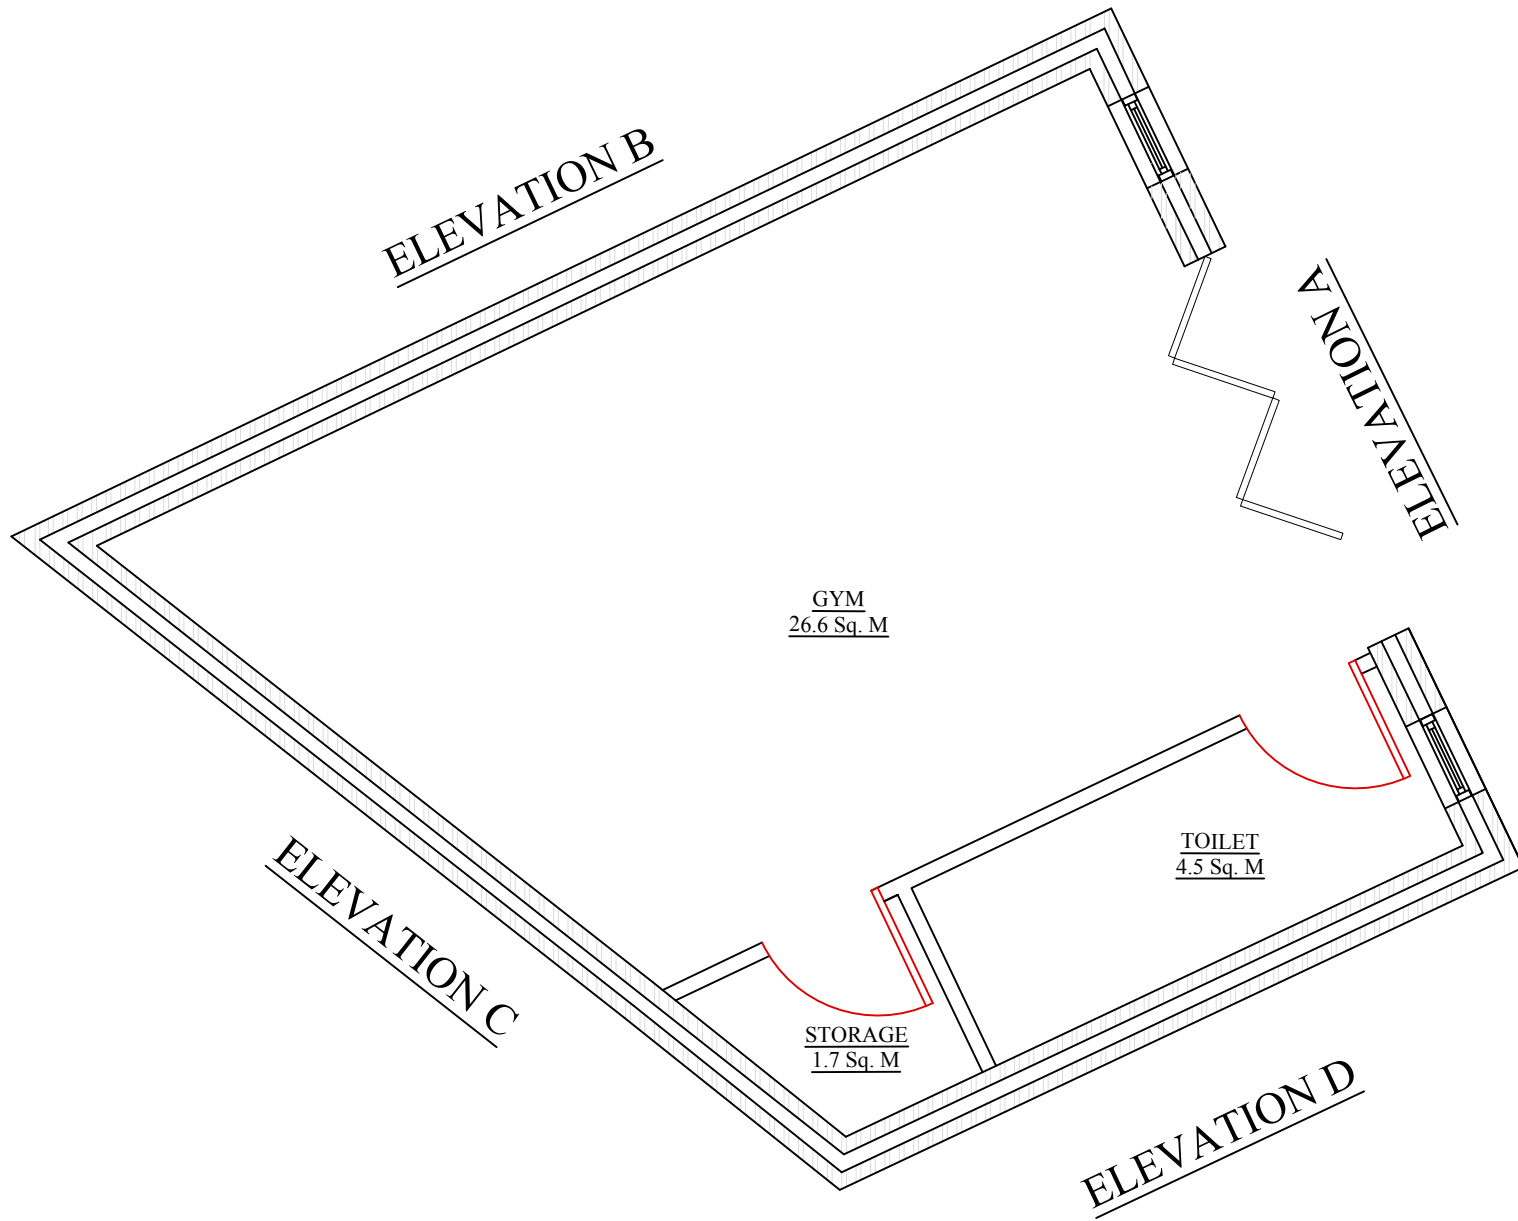 ELEVATION B
ELEVATION A
GYM
26.6 Sq. M
TOILET
4.5 Sq. M
ELEVATION C
STORAGE
1.7 Sq. M
ELEVATION D